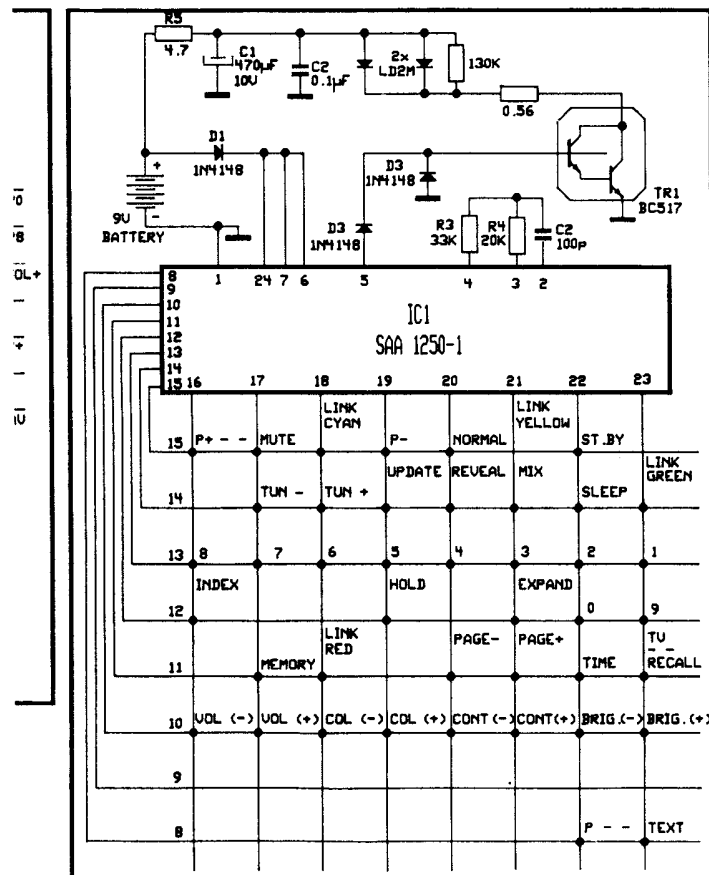 R5
4.7
C1
470µF
10V
C2
0.1µF
2x
LD2M
130K
0.56
D1
1N4148
D3
1N4148
TR1
BC517
+
-
9V
BATTERY
D3
1N4148
R3
33K
R4
20K
C2
100p
OL+
+
8
9
10
11
12
13
14
15
1
24
7
6
5
4
3
2
IC1
SAA 1250-1
16
17
18
19
20
21
22
23
LINK
CYAN
LINK
YELLOW
15
P+ - -
MUTE
P-
NORMAL
ST.BY
UPDATE
REVEAL
MIX
LINK
GREEN
14
TUN -
TUN +
SLEEP
13
8
7
6
5
4
3
2
1
INDEX
HOLD
EXPAND
12
0
9
LINK
RED
PAGE-
PAGE+
TV
- -
11
MEMORY
TIME
RECALL
10
VOL (-)
VOL (+)
COL (-)
COL (+)
CONT(-)
CONT(+)
BRIG.(-)
BRIG.(+)
9
8
P - -
TEXT